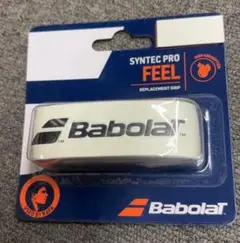 SYNTEC PRO
FEEL
REPLACEMENT GRIP
BabolaT
BABOLAT